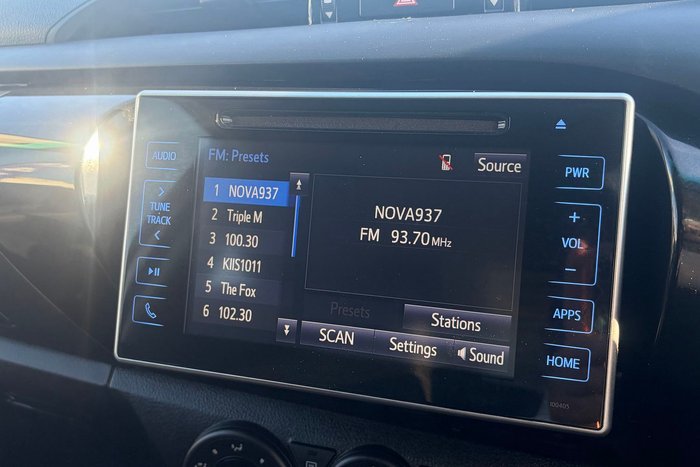 AUDIO
TUNE
TRACK
FM: Presets
Source
1 NOVA937
2 Triple M
3 100.30
4 KIIS1011
5 The Fox
6 102.30
NOVA937
FM 93.70 MHz
Presets
Stations
SCAN
Settings
Sound
PWR
+
VOL
−
APPS
HOME
100405